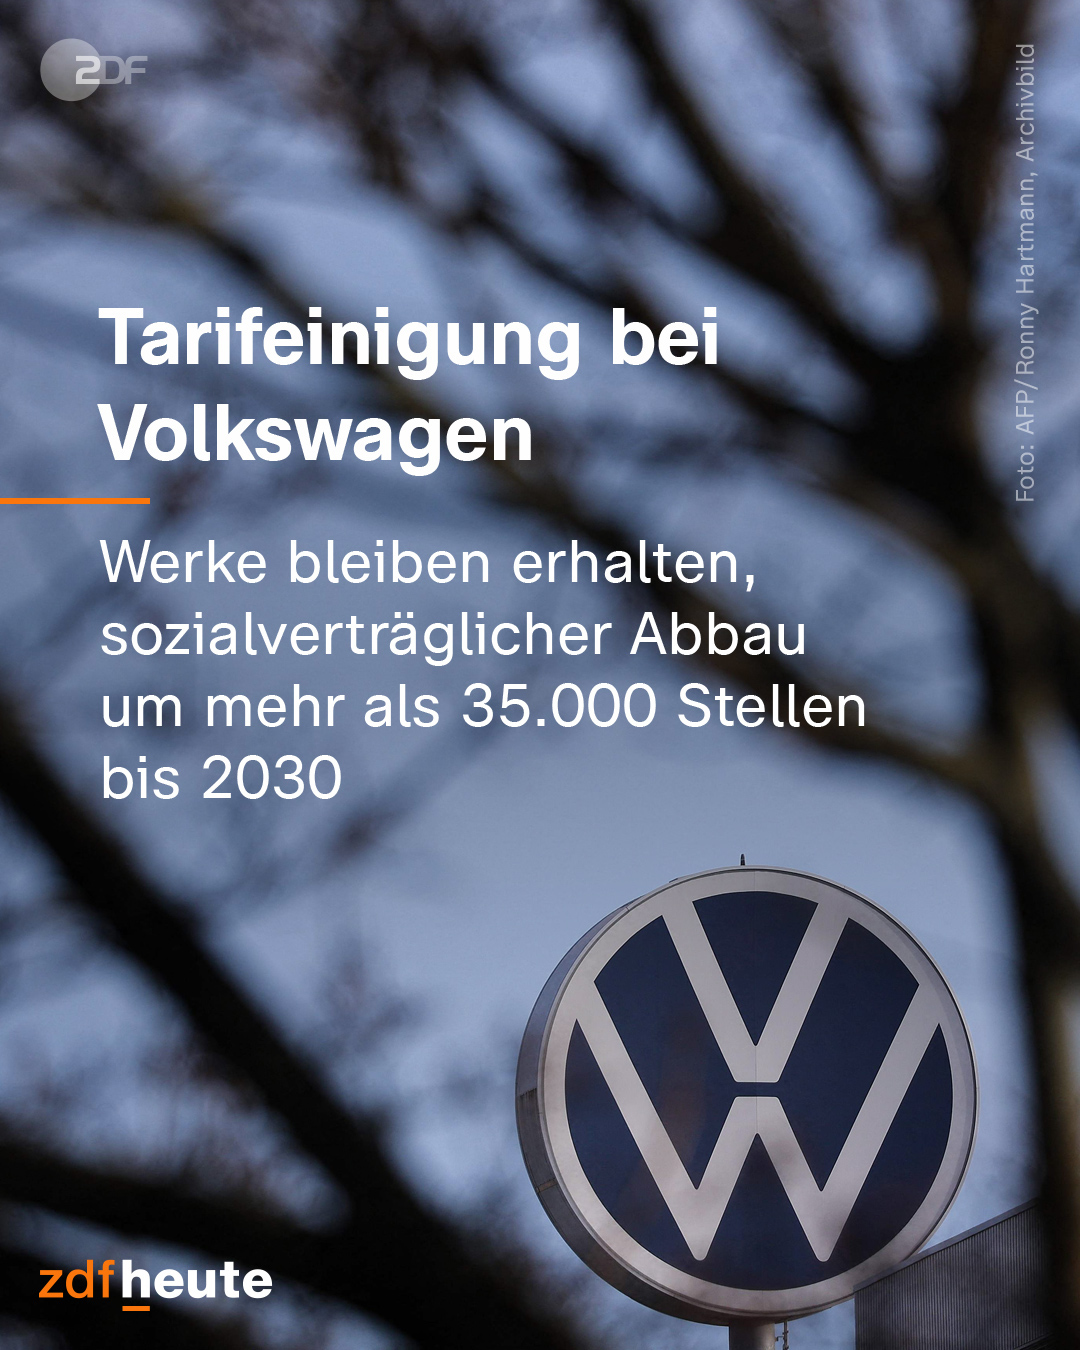 ZDF
Foto: AFP/Ronny Hartmann, Archivbild
Tarifeinigung bei
Volkswagen
Werke bleiben erhalten,
sozialverträglicher Abbau
um mehr als 35.000 Stellen
bis 2030
zdfheute